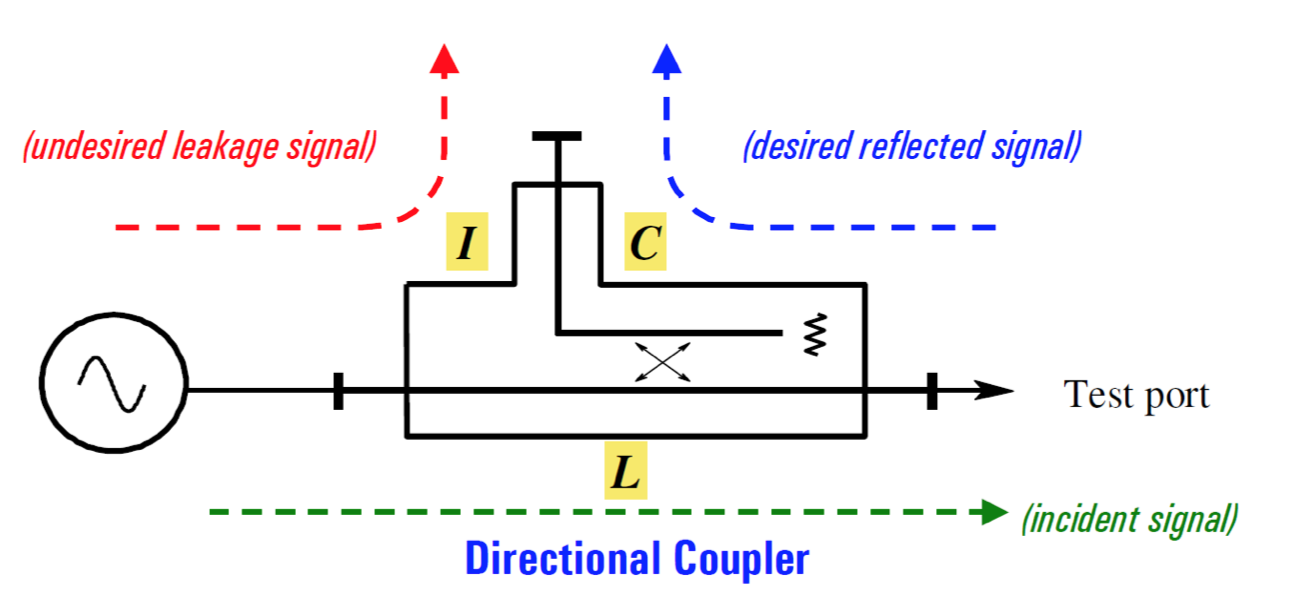 (undesired leakage signal)
(desired reflected signal)
I
C
Test port
L
(incident signal)
Directional Coupler